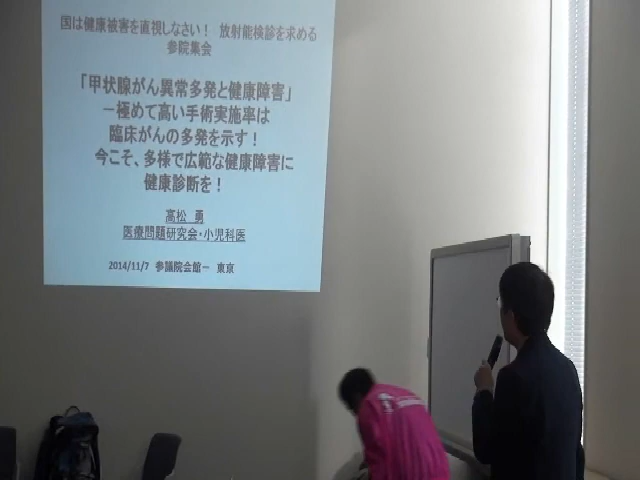 国は健康被害を直視しなさい！ 放射能検診を求める
参院集会
「甲状腺がん異常多発と健康障害」
－極めて高い手術実施率は
臨床がんの多発を示す！
今こそ、多様で広範な健康障害に
健康診断を！
高松 勇
医療問題研究会・小児科医
2014/11/7 参議院会館－ 東京